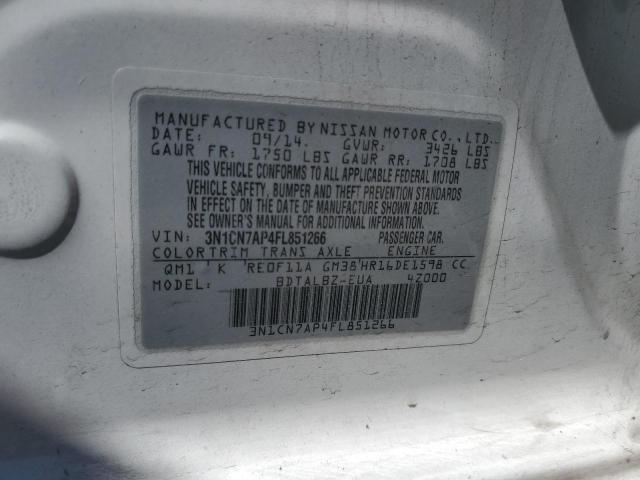 MANUFACTURED BY NISSAN MOTOR CO., LTD.
DATE: 09/14. GVWR: 3426 LBS
GAWR FR: 1750 LBS GAWR RR: 1708 LBS
THIS VEHICLE CONFORMS TO ALL APPLICABLE FEDERAL MOTOR
VEHICLE SAFETY, BUMPER AND THEFT PREVENTION STANDARDS
IN EFFECT ON THE DATE OF MANUFACTURE SHOWN ABOVE.
SEE OWNER'S MANUAL FOR ADDITIONAL INFORMATION.
VIN: 3N1CN7AP4FL851266 PASSENGER CAR.
COLOR TRIM TRANS AXLE ENGINE
QM1 K RE0F11A GM38 HR16DE 1598 CC
MODEL: BDTALBZ-EUA 42000
3N1CN7AP4FL851266